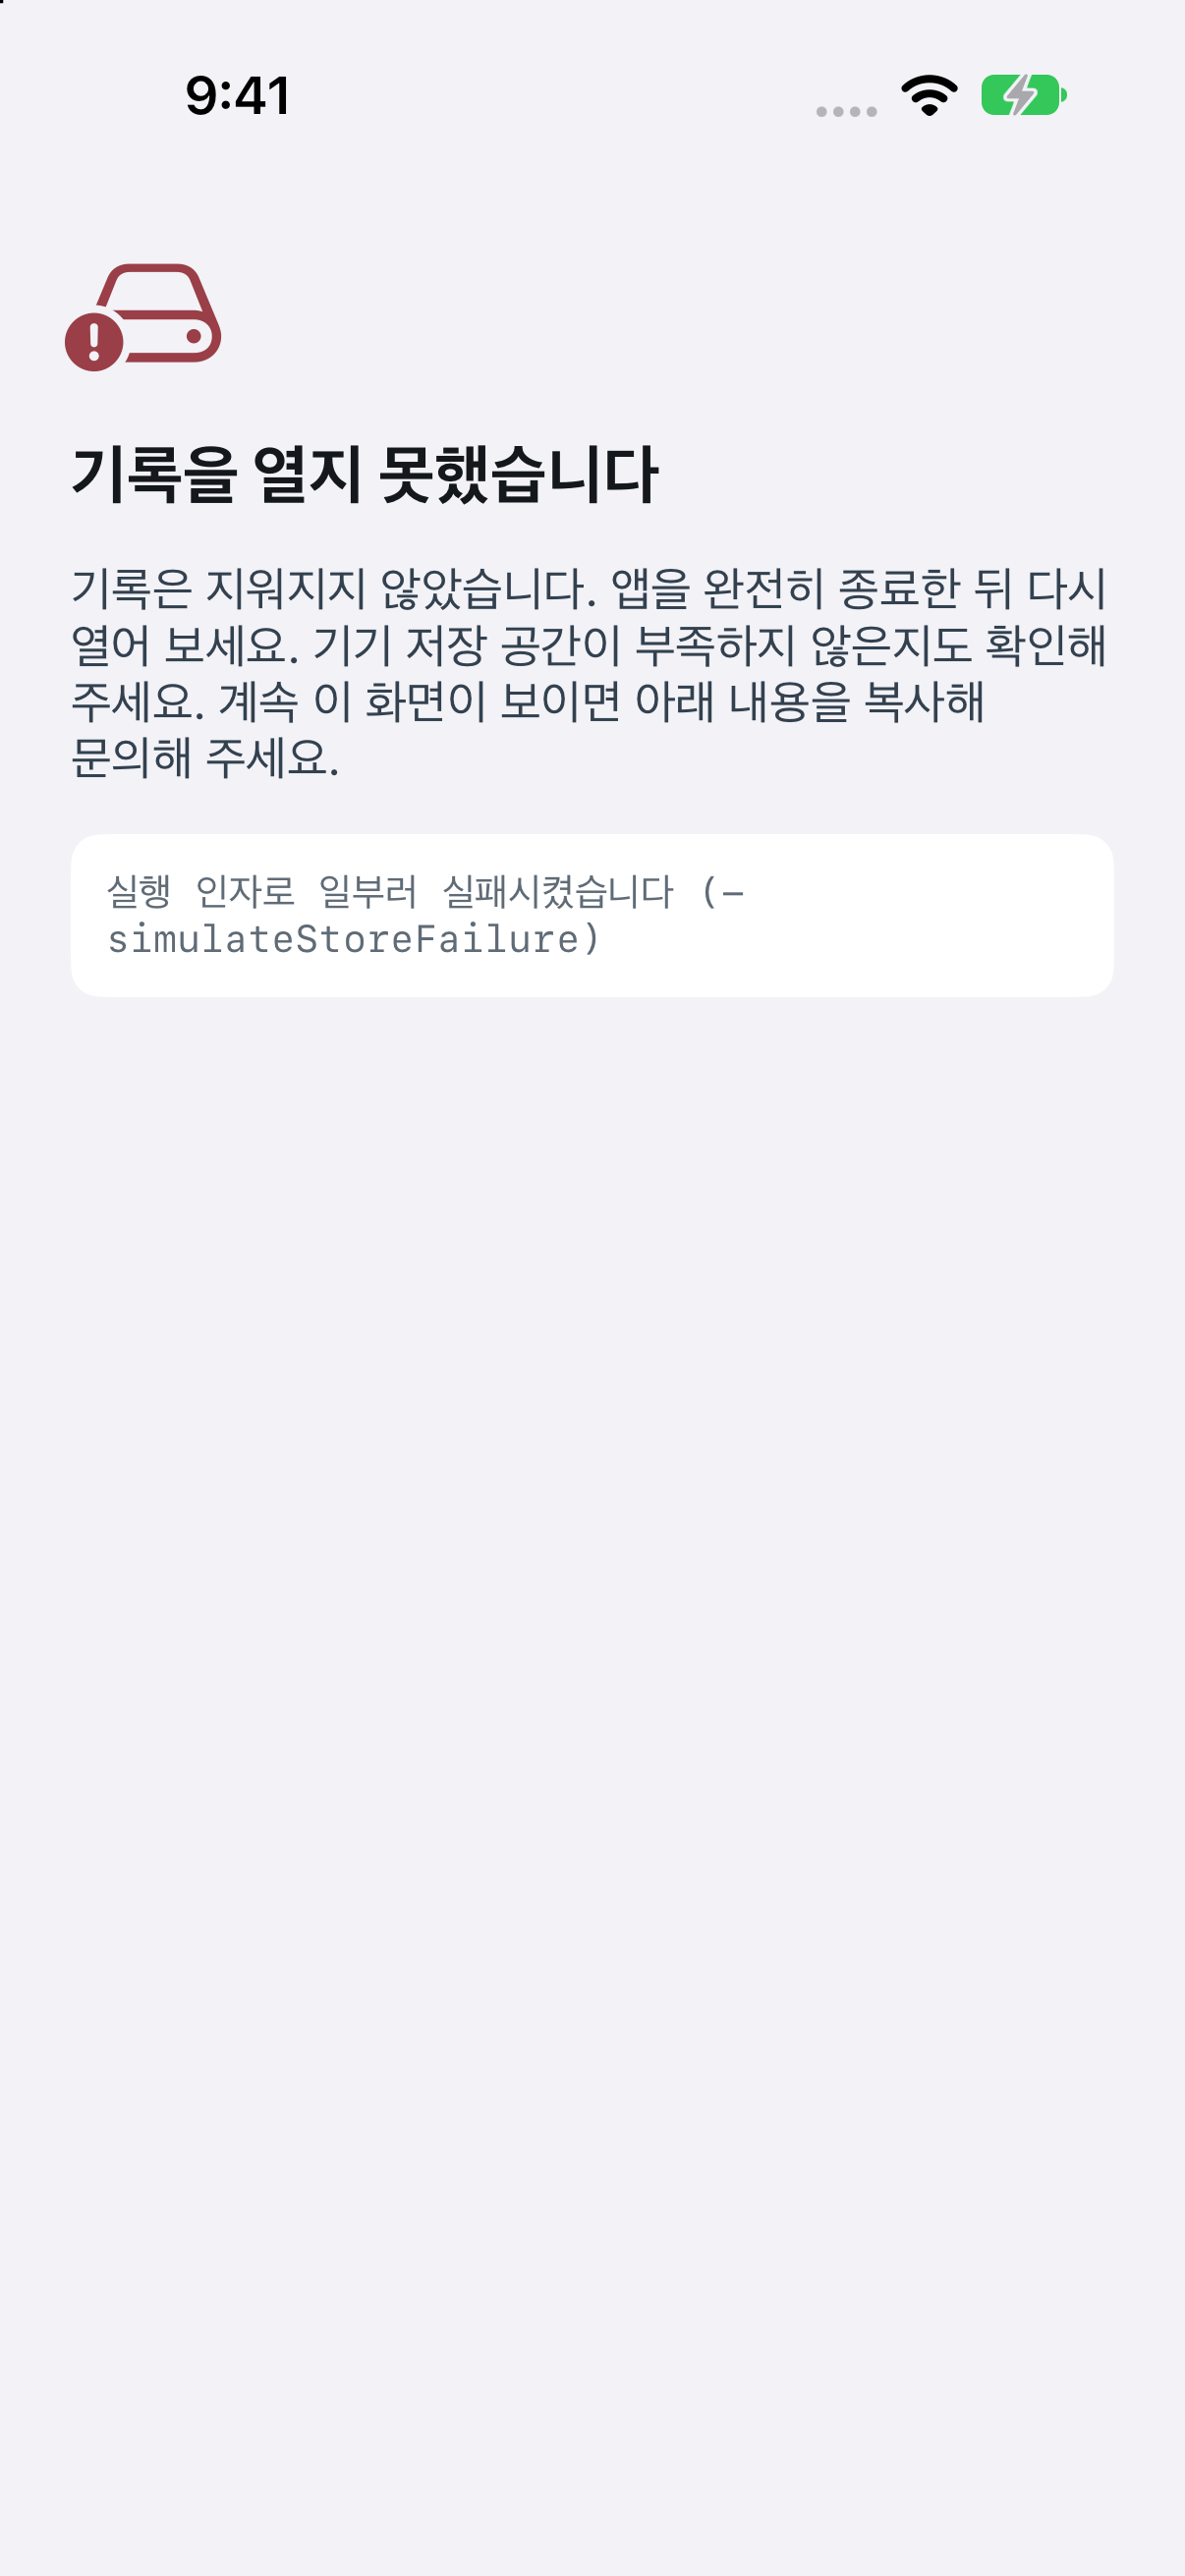 9:41
기록을 열지 못했습니다
기록은 지워지지 않았습니다. 앱을 완전히 종료한 뒤 다시
열어 보세요. 기기 저장 공간이 부족하지 않은지도 확인해
주세요. 계속 이 화면이 보이면 아래 내용을 복사해
문의해 주세요.
실행 인자로 일부러 실패시켰습니다 (-
simulateStoreFailure)